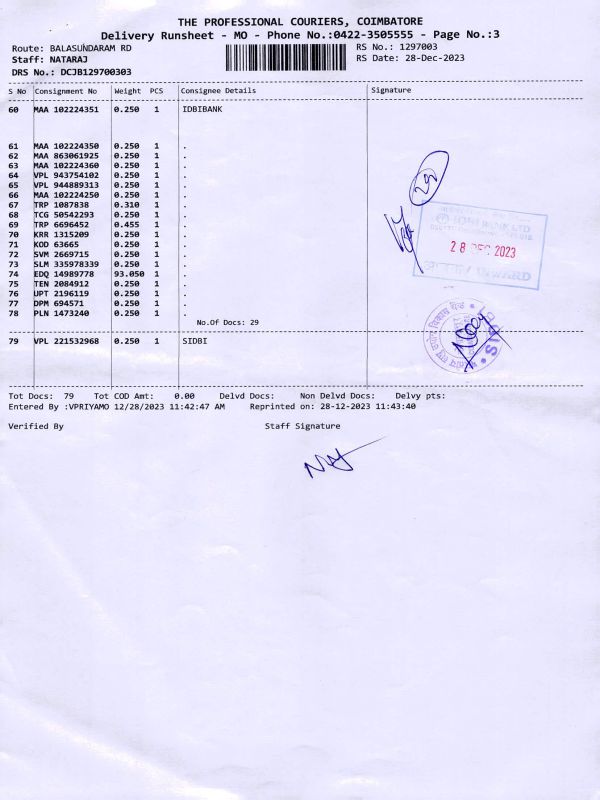 THE PROFESSIONAL COURIERS, COIMBATORE
Delivery Runsheet - MO - Phone No.:0422-3505555 - Page No.:3
Route: BALASUNDARAM RD RS No.: 1297003
Staff: NATARAJ RS Date: 28-Dec-2023
DRS No.: DCJB129700303
S No Consignment No Weight PCS Consignee Details Signature
60 MAA 102224351 0.250 1 IDBIBANK
61 MAA 102224350 0.250 1 .
62 MAA 863061925 0.250 1 .
63 MAA 102224360 0.250 1 .
64 VPL 943754102 0.250 1 .
65 VPL 944889313 0.250 1 .
66 MAA 102224250 0.250 1 .
67 TRP 1087838 0.310 1 .
68 TCG 50542293 0.250 1 .
69 TRP 6696452 0.455 1 .
70 KRR 1315209 0.250 1 .
71 KOD 63665 0.250 1 .
72 SVM 2669715 0.250 1 .
73 SLM 335978339 0.250 1 .
74 EDQ 14989778 93.050 1 .
75 TEN 2084912 0.250 1 .
76 UPT 2196119 0.250 1 .
77 DPM 694571 0.250 1 .
78 PLN 1473240 0.250 1 .
No.Of Docs: 29
29
28 DEC 2023
79 VPL 221532968 0.250 1 SIDBI
Tot Docs: 79 Tot COD Amt: 0.00 Delvd Docs: Non Delvd Docs: Delvy pts:
Entered By :VPRIYAMO 12/28/2023 11:42:47 AM Reprinted on: 28-12-2023 11:43:40
Verified By Staff Signature